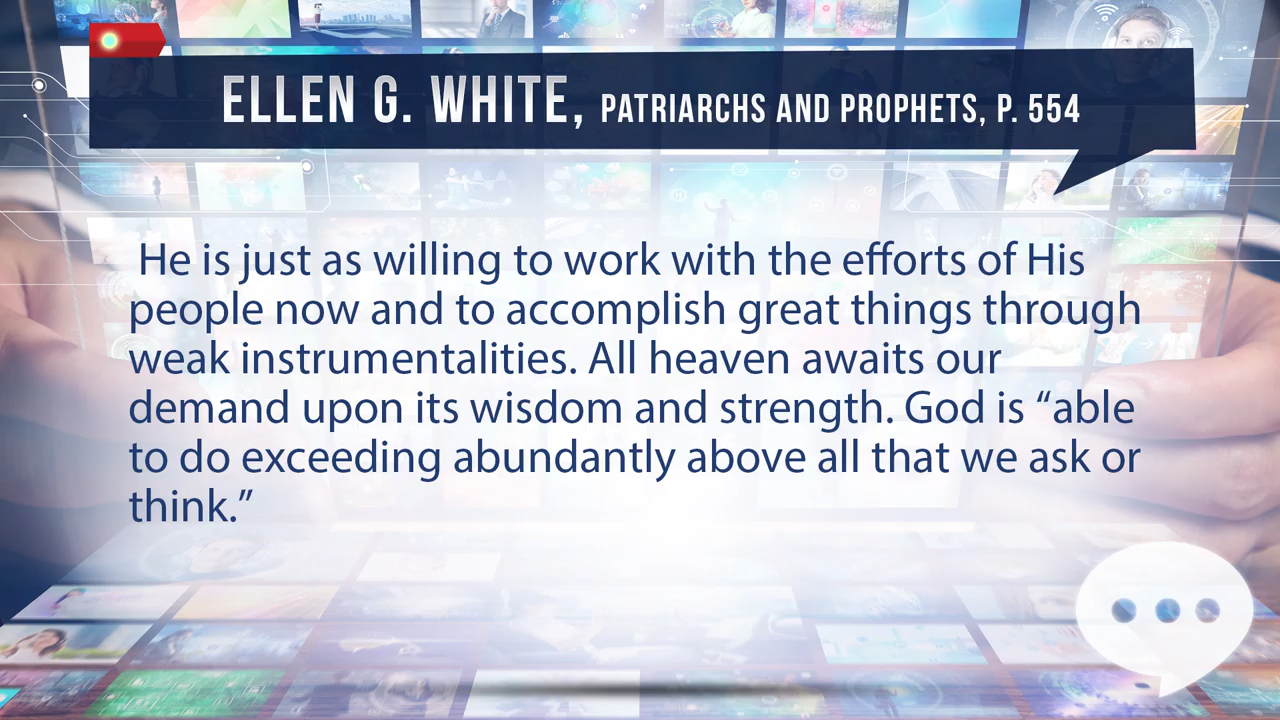 ELLEN G. WHITE, PATRIARCHS AND PROPHETS, P. 554
He is just as willing to work with the efforts of His
people now and to accomplish great things through
weak instrumentalities. All heaven awaits our
demand upon its wisdom and strength. God is “able
to do exceeding abundantly above all that we ask or
think.”